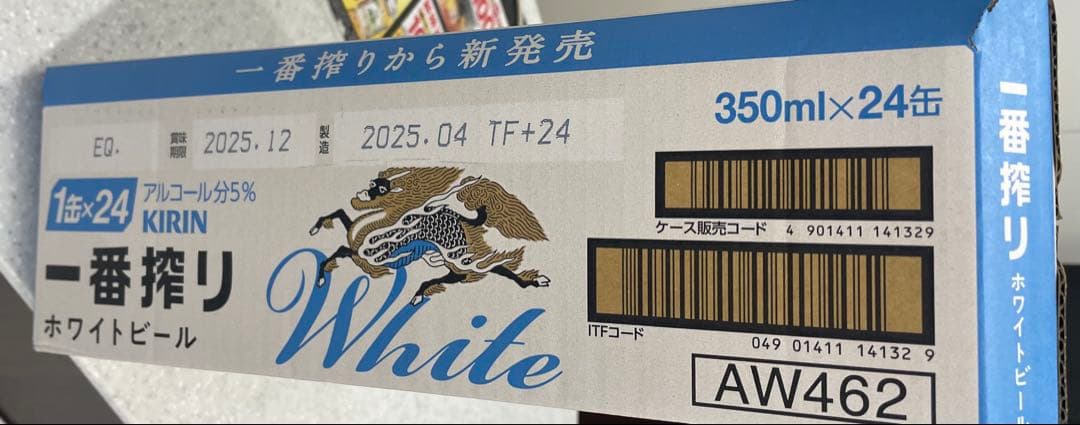 一番搾りから新発売
350ml×24缶
EQ.
賞味期限 2025.12
製造 2025.04 TF+24
1缶×24
アルコール分5%
KIRIN
一番搾り
ホワイトビール
White
ケース販売コード 4 901411 141329
ITFコード
049 01411 14132 9
AW462
一番搾り
ホワイトビール